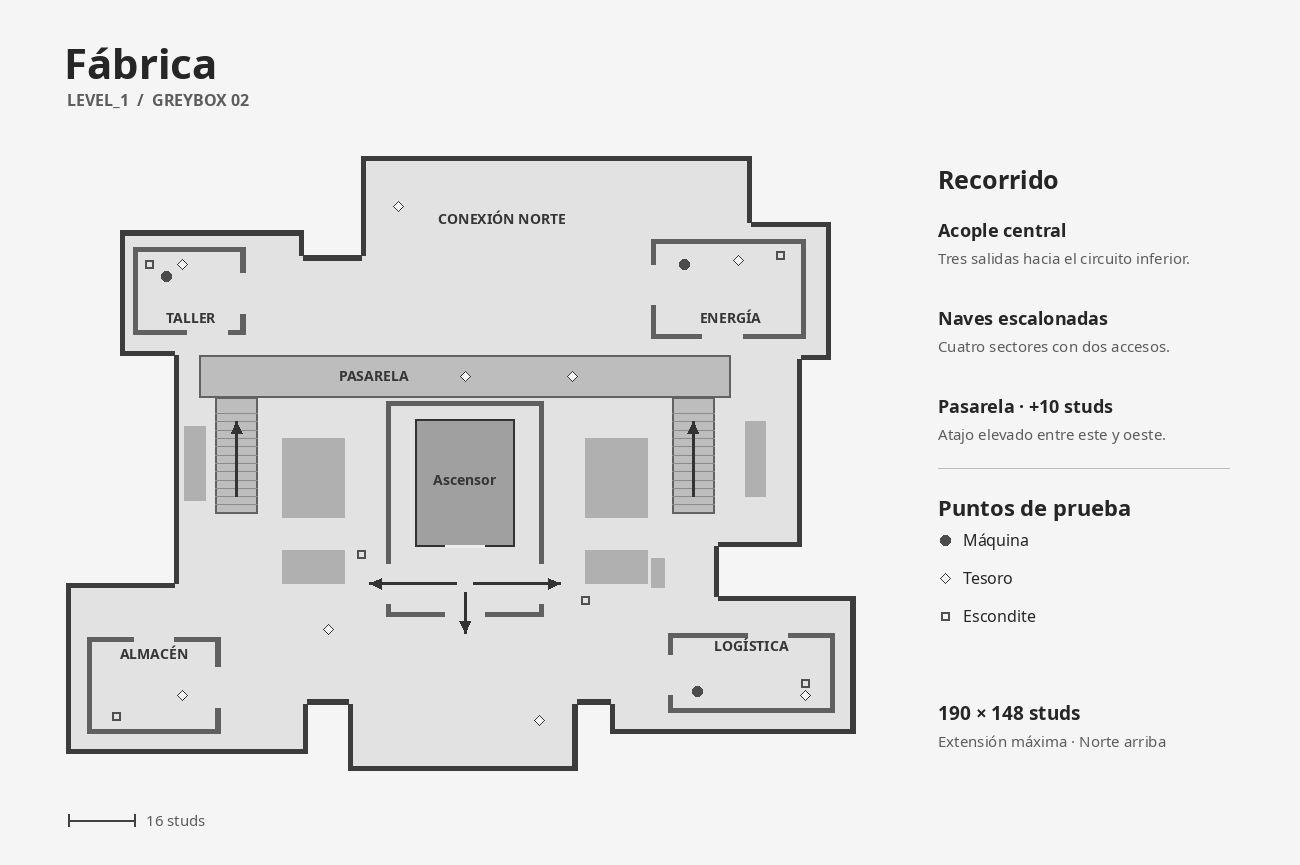 Fábrica
LEVEL_1 / GREYBOX 02
CONEXIÓN NORTE
TALLER
ENERGÍA
PASARELA
Ascensor
ALMACÉN
LOGÍSTICA
16 studs
Recorrido
Acople central
Tres salidas hacia el circuito inferior.
Naves escalonadas
Cuatro sectores con dos accesos.
Pasarela · +10 studs
Atajo elevado entre este y oeste.
Puntos de prueba
Máquina
Tesoro
Escondite
190 × 148 studs
Extensión máxima · Norte arriba